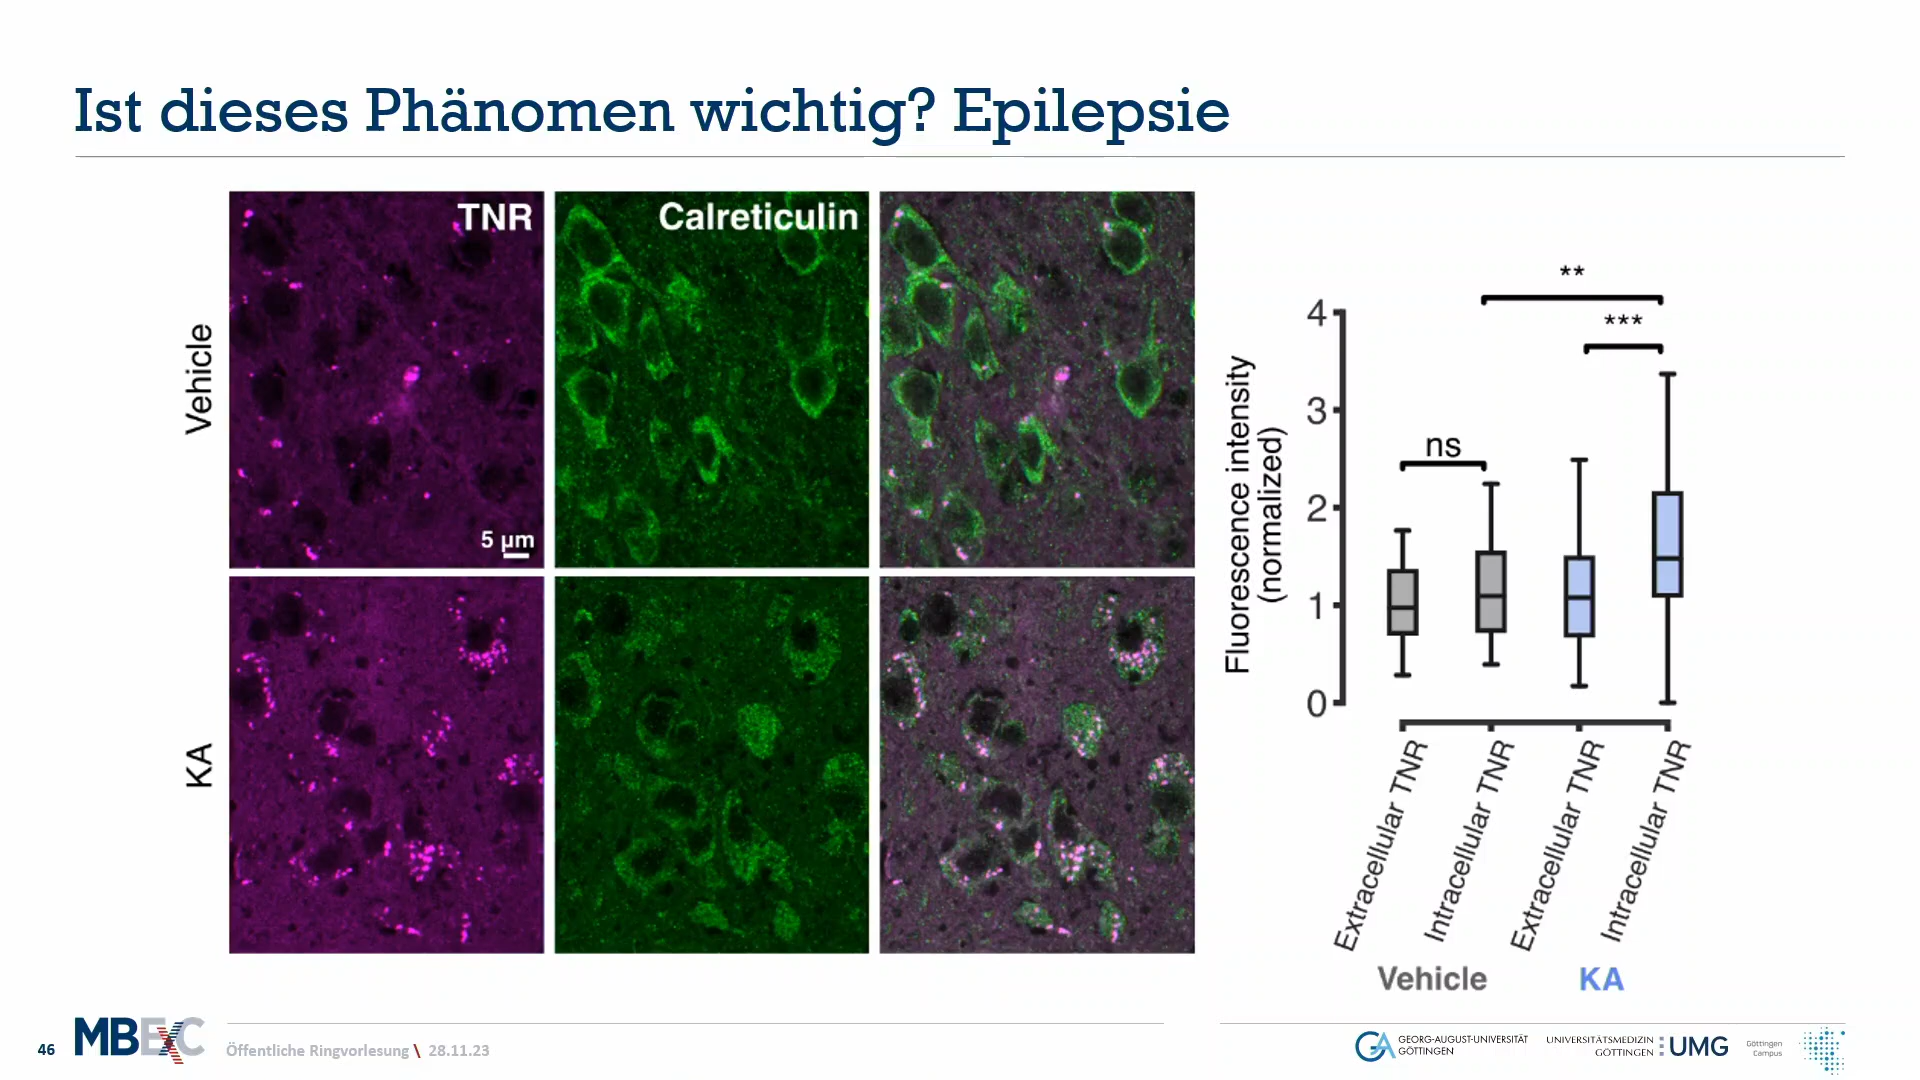 Ist dieses Phänomen wichtig? Epilepsie
TNR
Calreticulin
Vehicle
5 µm
KA
Fluorescence intensity
(normalized)
4
3
2
1
0
ns
**
***
Extracellular TNR
Intracellular TNR
Extracellular TNR
Intracellular TNR
Vehicle
KA
46
MBExC
Öffentliche Ringvorlesung \ 28.11.23
GEORG-AUGUST-UNIVERSITÄT
GÖTTINGEN
UNIVERSITÄTSMEDIZIN
GÖTTINGEN
UMG
Göttingen
Campus